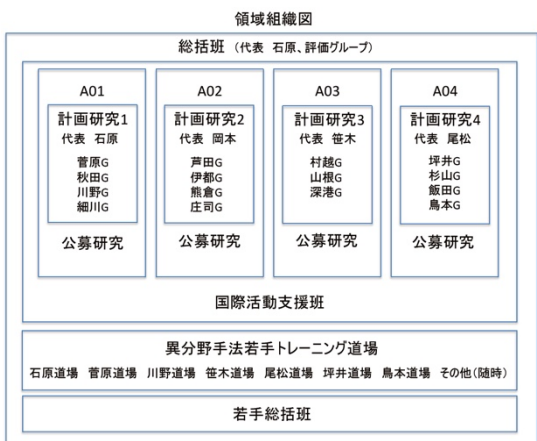 領域組織図
総括班 （代表 石原、評価グループ）
A01
計画研究1
代表 石原
菅原G
秋田G
川野G
細川G
公募研究
A02
計画研究2
代表 岡本
芦田G
伊都G
熊倉G
庄司G
公募研究
A03
計画研究3
代表 笹木
村越G
山根G
深港G
公募研究
A04
計画研究4
代表 尾松
坪井G
杉山G
飯田G
鳥本G
公募研究
国際活動支援班
異分野手法若手トレーニング道場
石原道場 菅原道場 川野道場 笹木道場 尾松道場 坪井道場 鳥本道場 その他（随時）
若手総括班